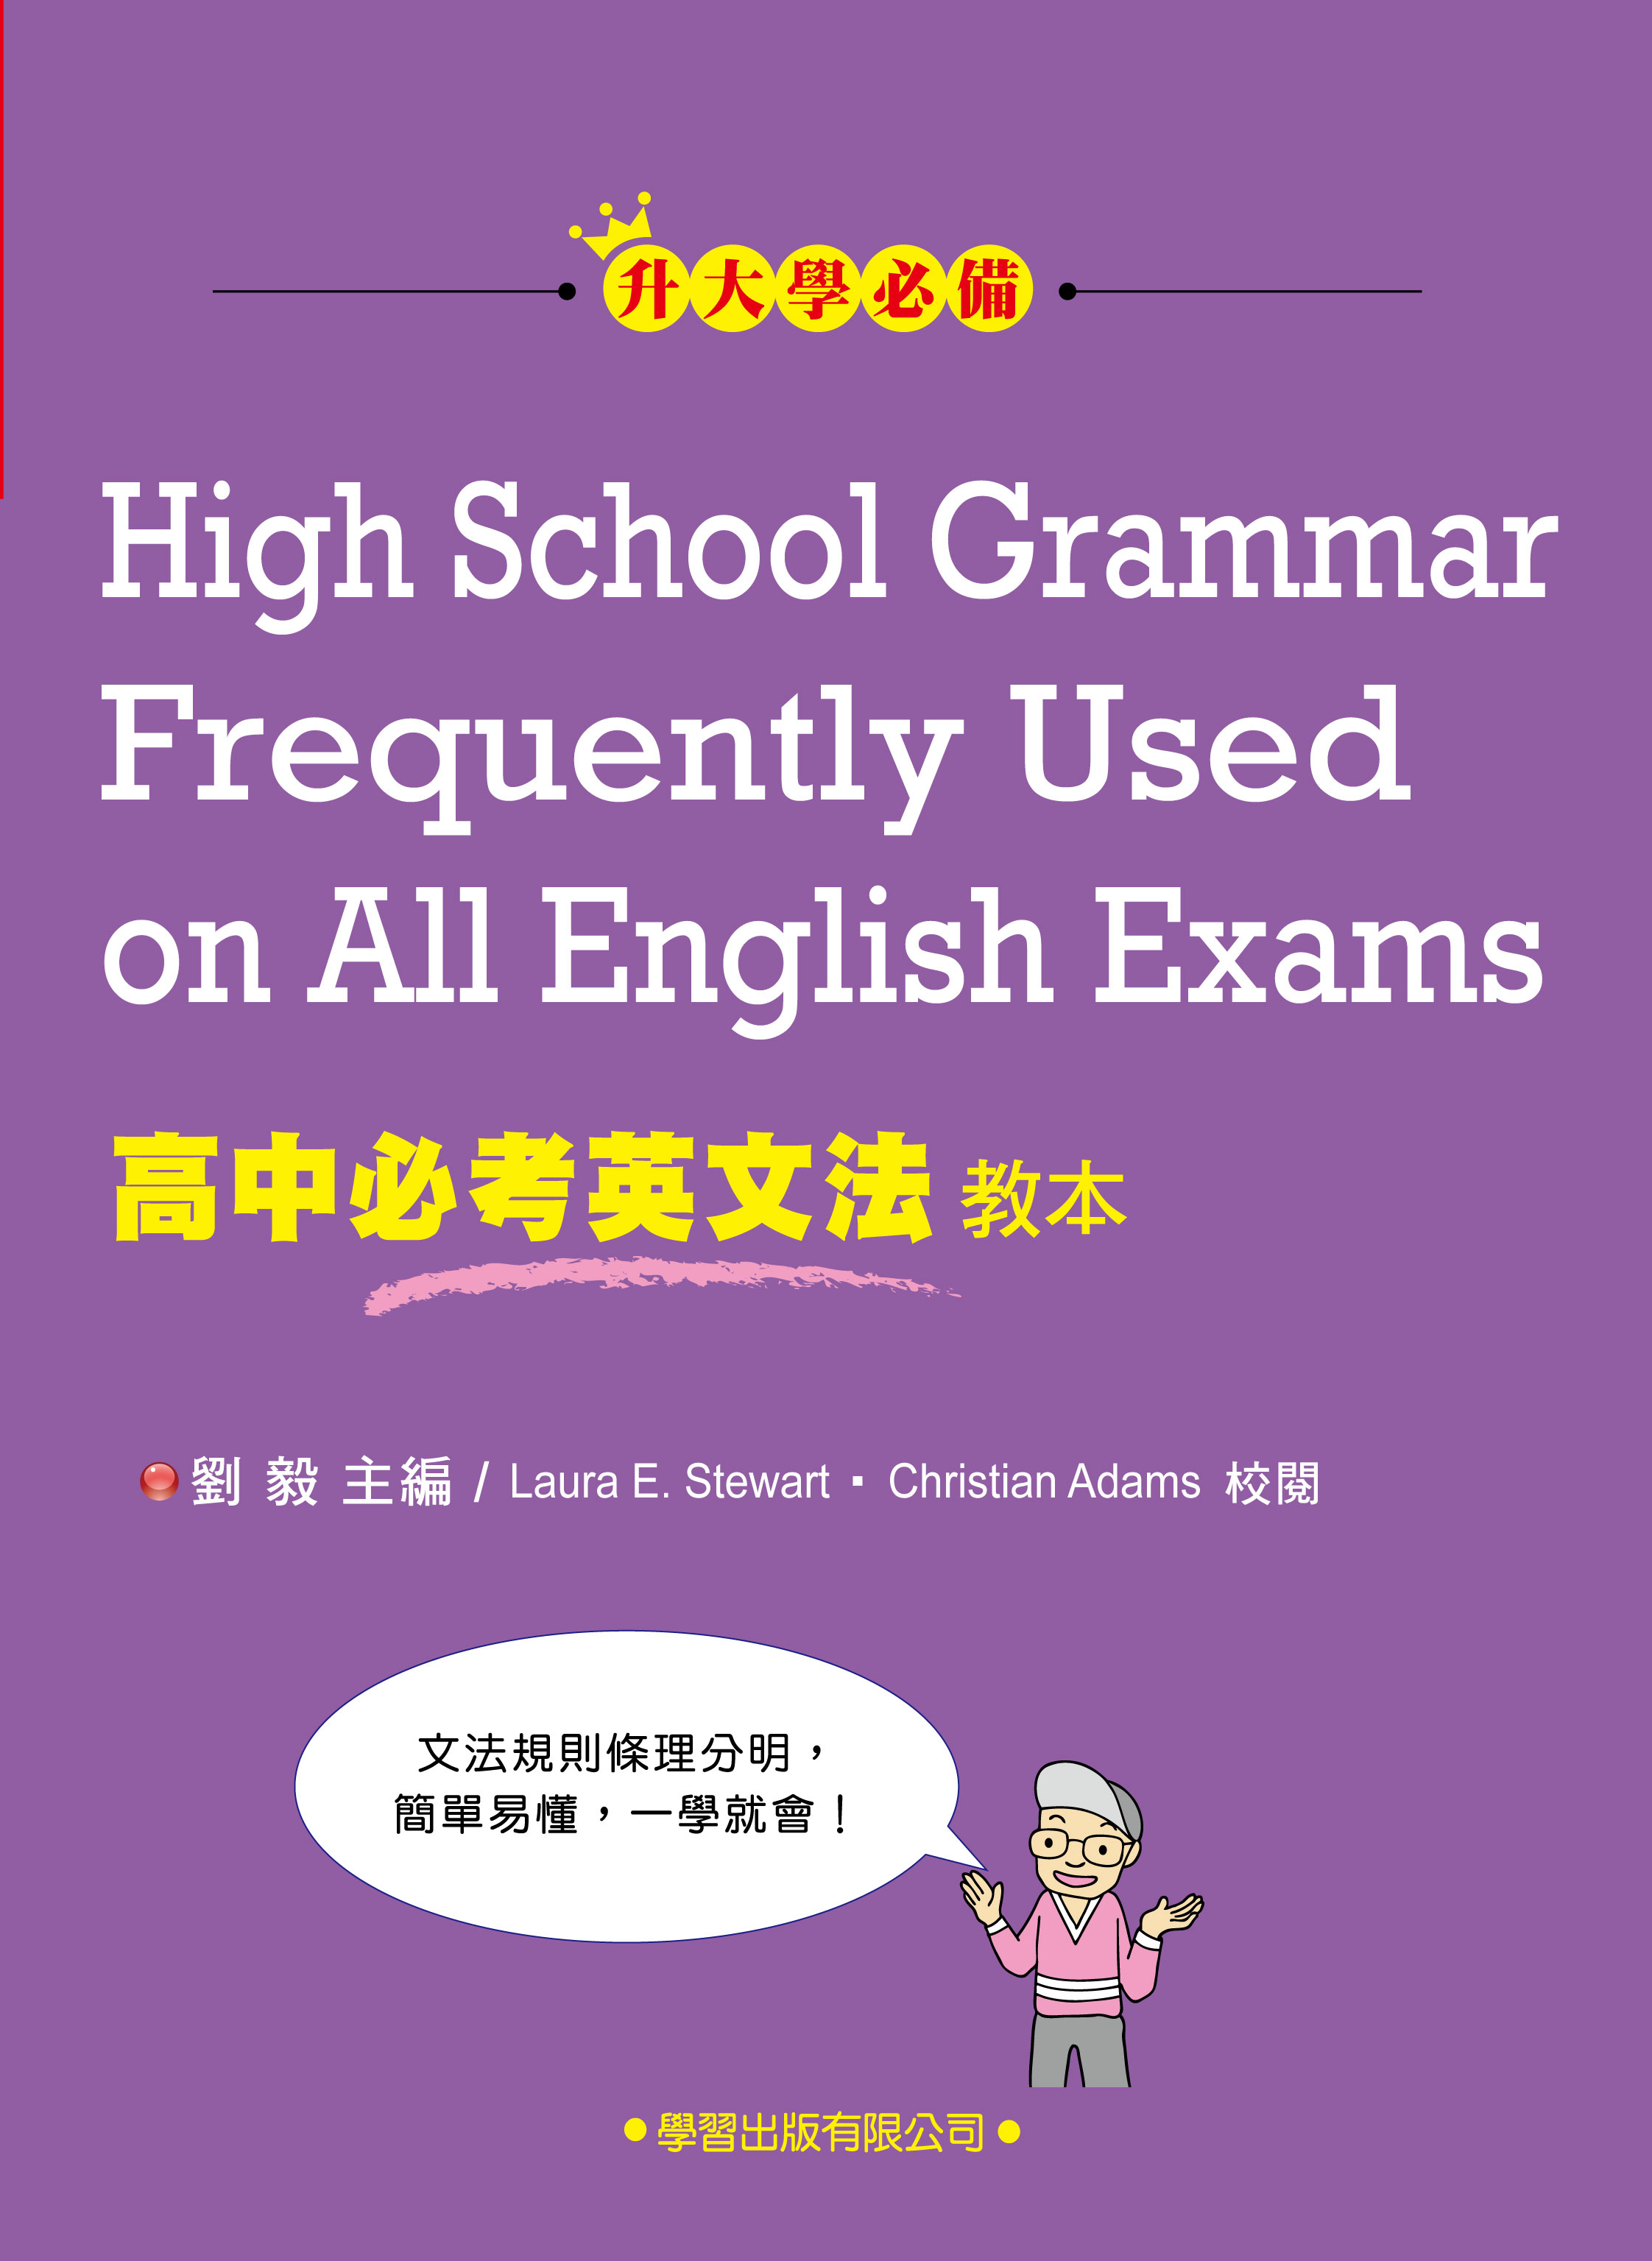 升大學必備
High School Grammar
Frequently Used
on All English Exams
高中必考英文法 教本
劉 毅 主編 / Laura E. Stewart ▪ Christian Adams 校閱
文法規則條理分明，
簡單易懂，一學就會！
●學習出版有限公司●